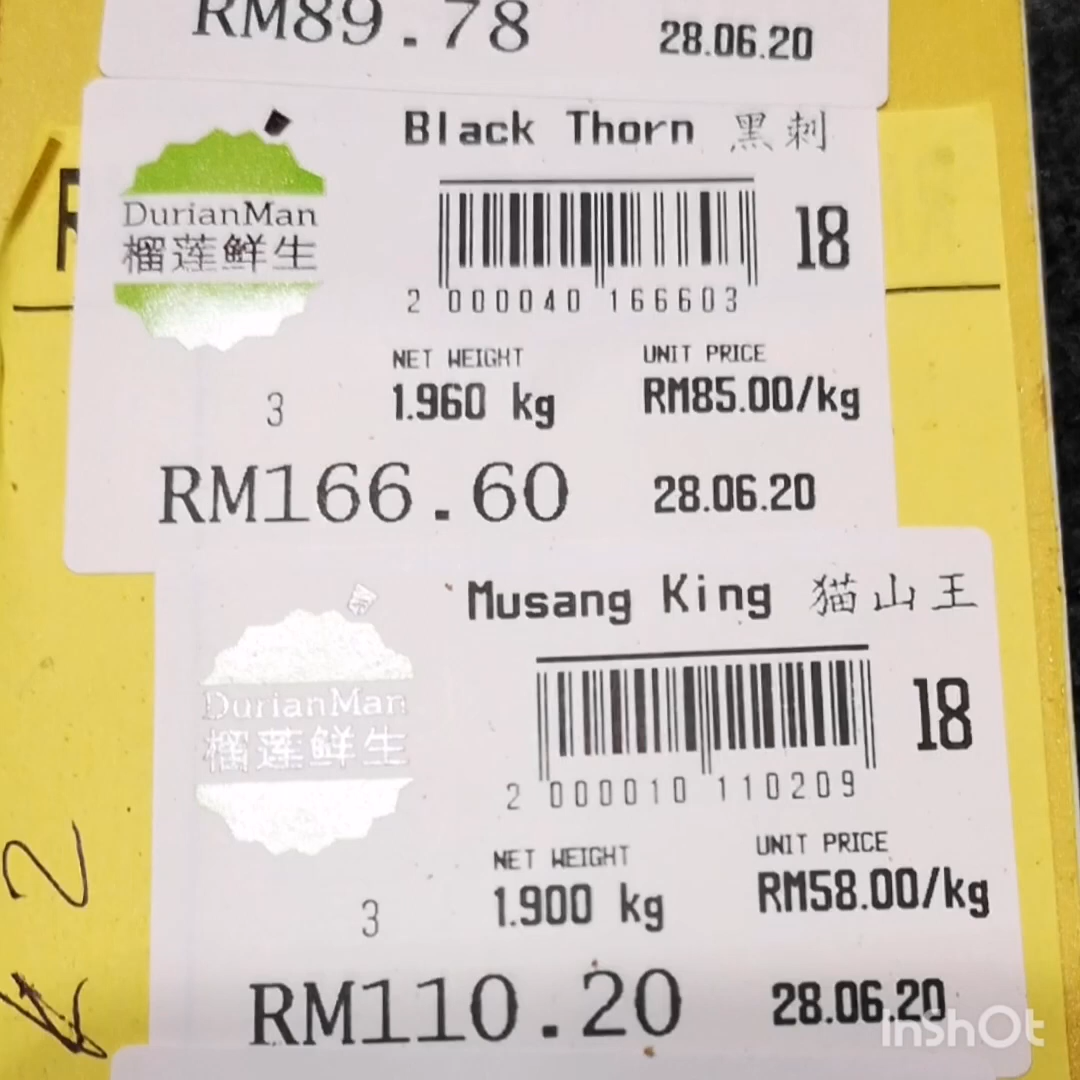 RM89.78 28.06.20
Black Thorn 黑刺
DurianMan
榴莲鲜生
18
2 000040 166603
NET WEIGHT UNIT PRICE
3 1.960 kg RM85.00/kg
RM166.60 28.06.20
Musang King 猫山王
DurianMan
榴莲鲜生
18
2 000010 110209
NET WEIGHT UNIT PRICE
3 1.900 kg RM58.00/kg
RM110.20 28.06.20
2
InShOt